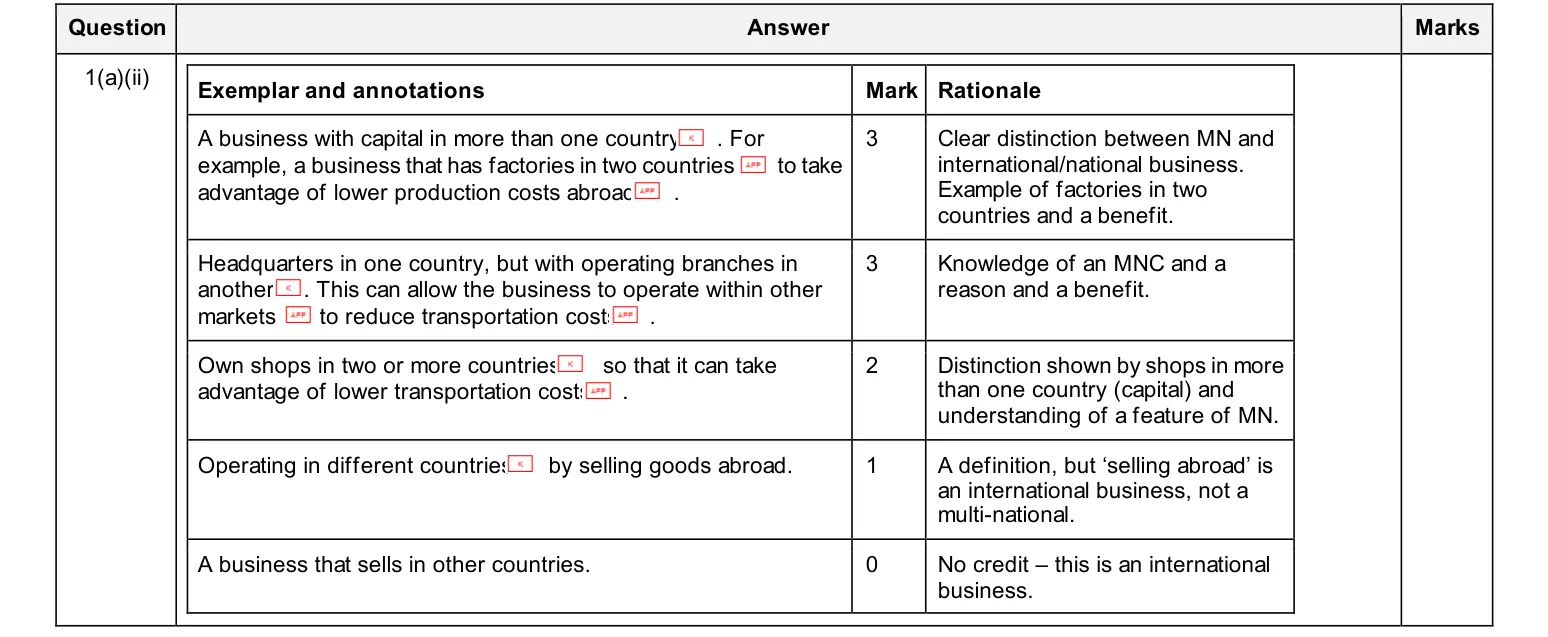 Question Answer Marks
1(a)(ii)
Exemplar and annotations Mark Rationale
A business with capital in more than one country K . For
example, a business that has factories in two countries APP to take
advantage of lower production costs abroad APP .
3
Clear distinction between MN and
international/national business.
Example of factories in two
countries and a benefit.
Headquarters in one country, but with operating branches in
another K . This can allow the business to operate within other
markets APP to reduce transportation costs APP .
3
Knowledge of an MNC and a
reason and a benefit.
Own shops in two or more countries K so that it can take
advantage of lower transportation costs APP .
2
Distinction shown by shops in more
than one country (capital) and
understanding of a feature of MN.
Operating in different countries K by selling goods abroad.
1
A definition, but ‘selling abroad’ is
an international business, not a
multi-national.
A business that sells in other countries.
0
No credit – this is an international
business.